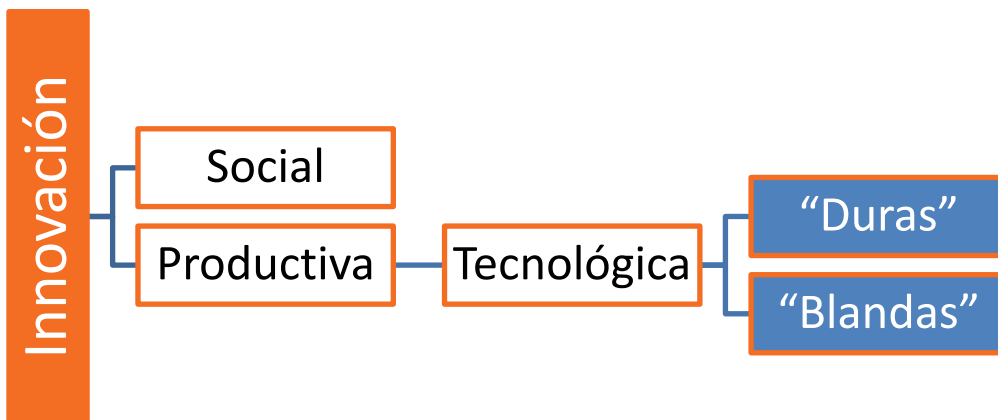 Innovación
Social
Productiva
Tecnológica
“Duras”
“Blandas”